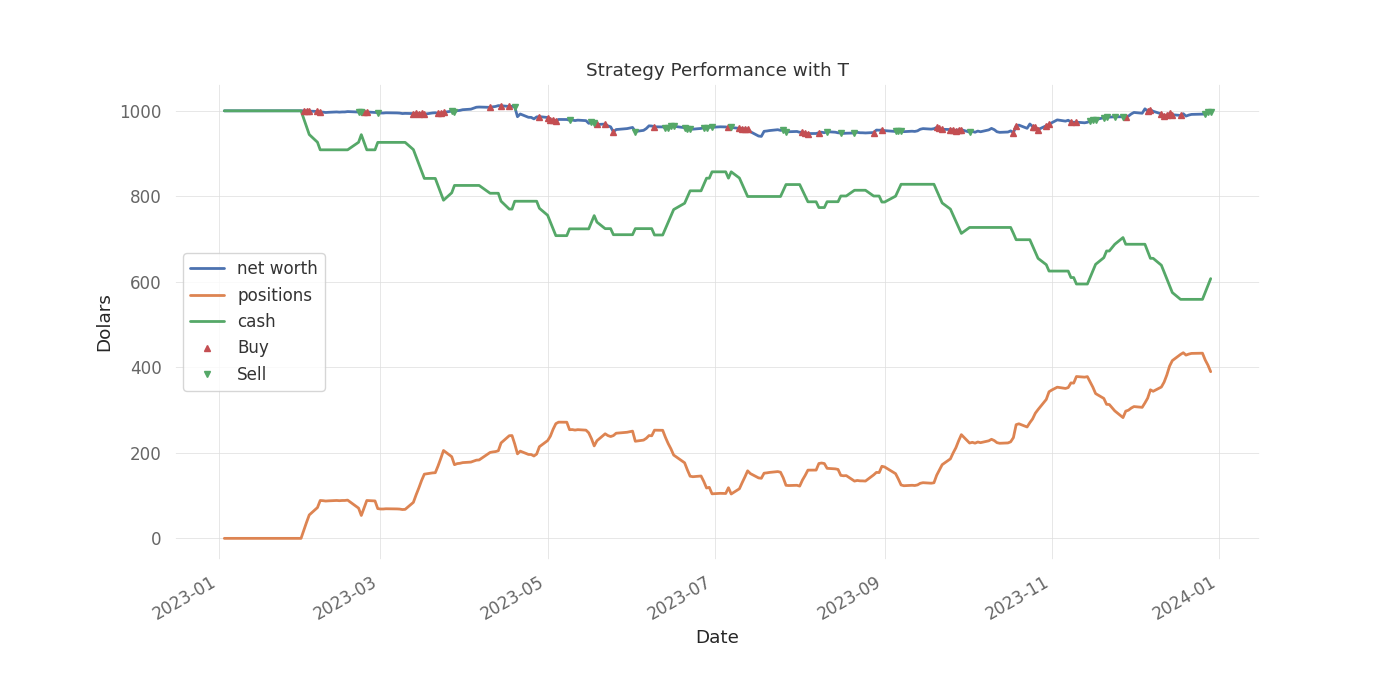 Strategy Performance with T
Dolars
1000
800
600
400
200
0
net worth
positions
cash
Buy
Sell
2023-01
2023-03
2023-05
2023-07
2023-09
2023-11
2024-01
Date